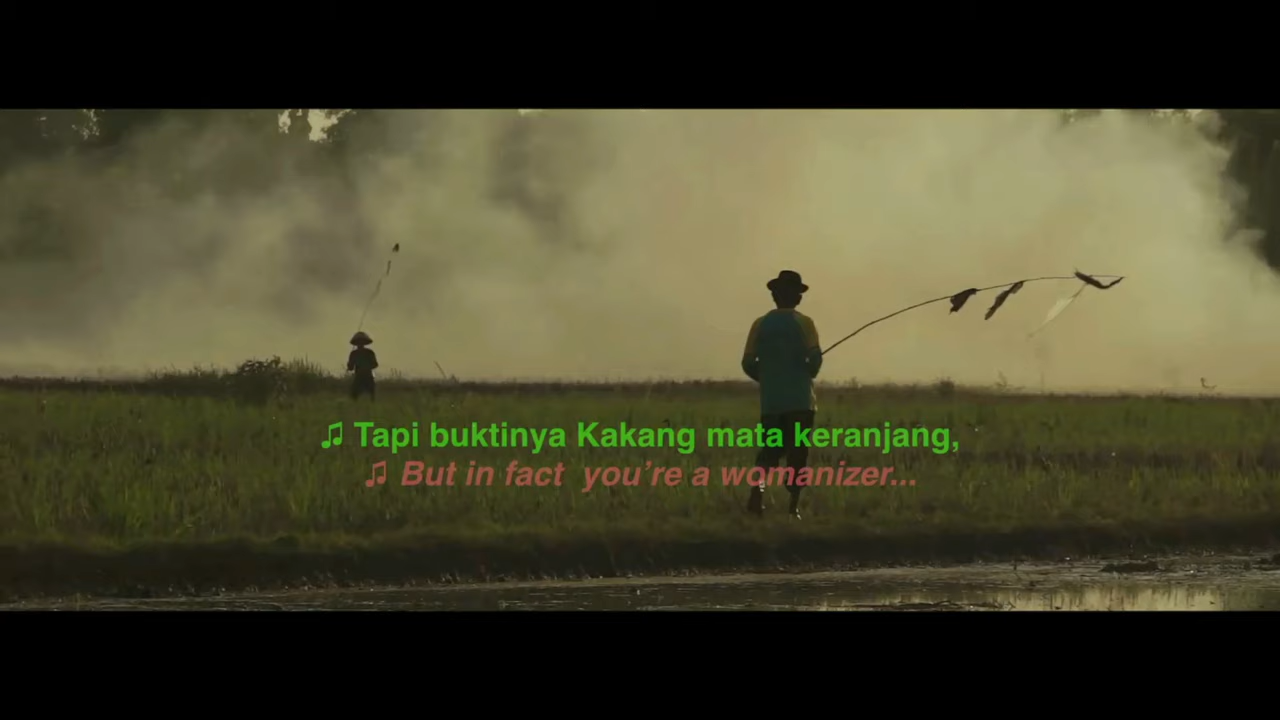 ♫ Tapi buktinya Kakang mata keranjang,
♫ But in fact you’re a womanizer...